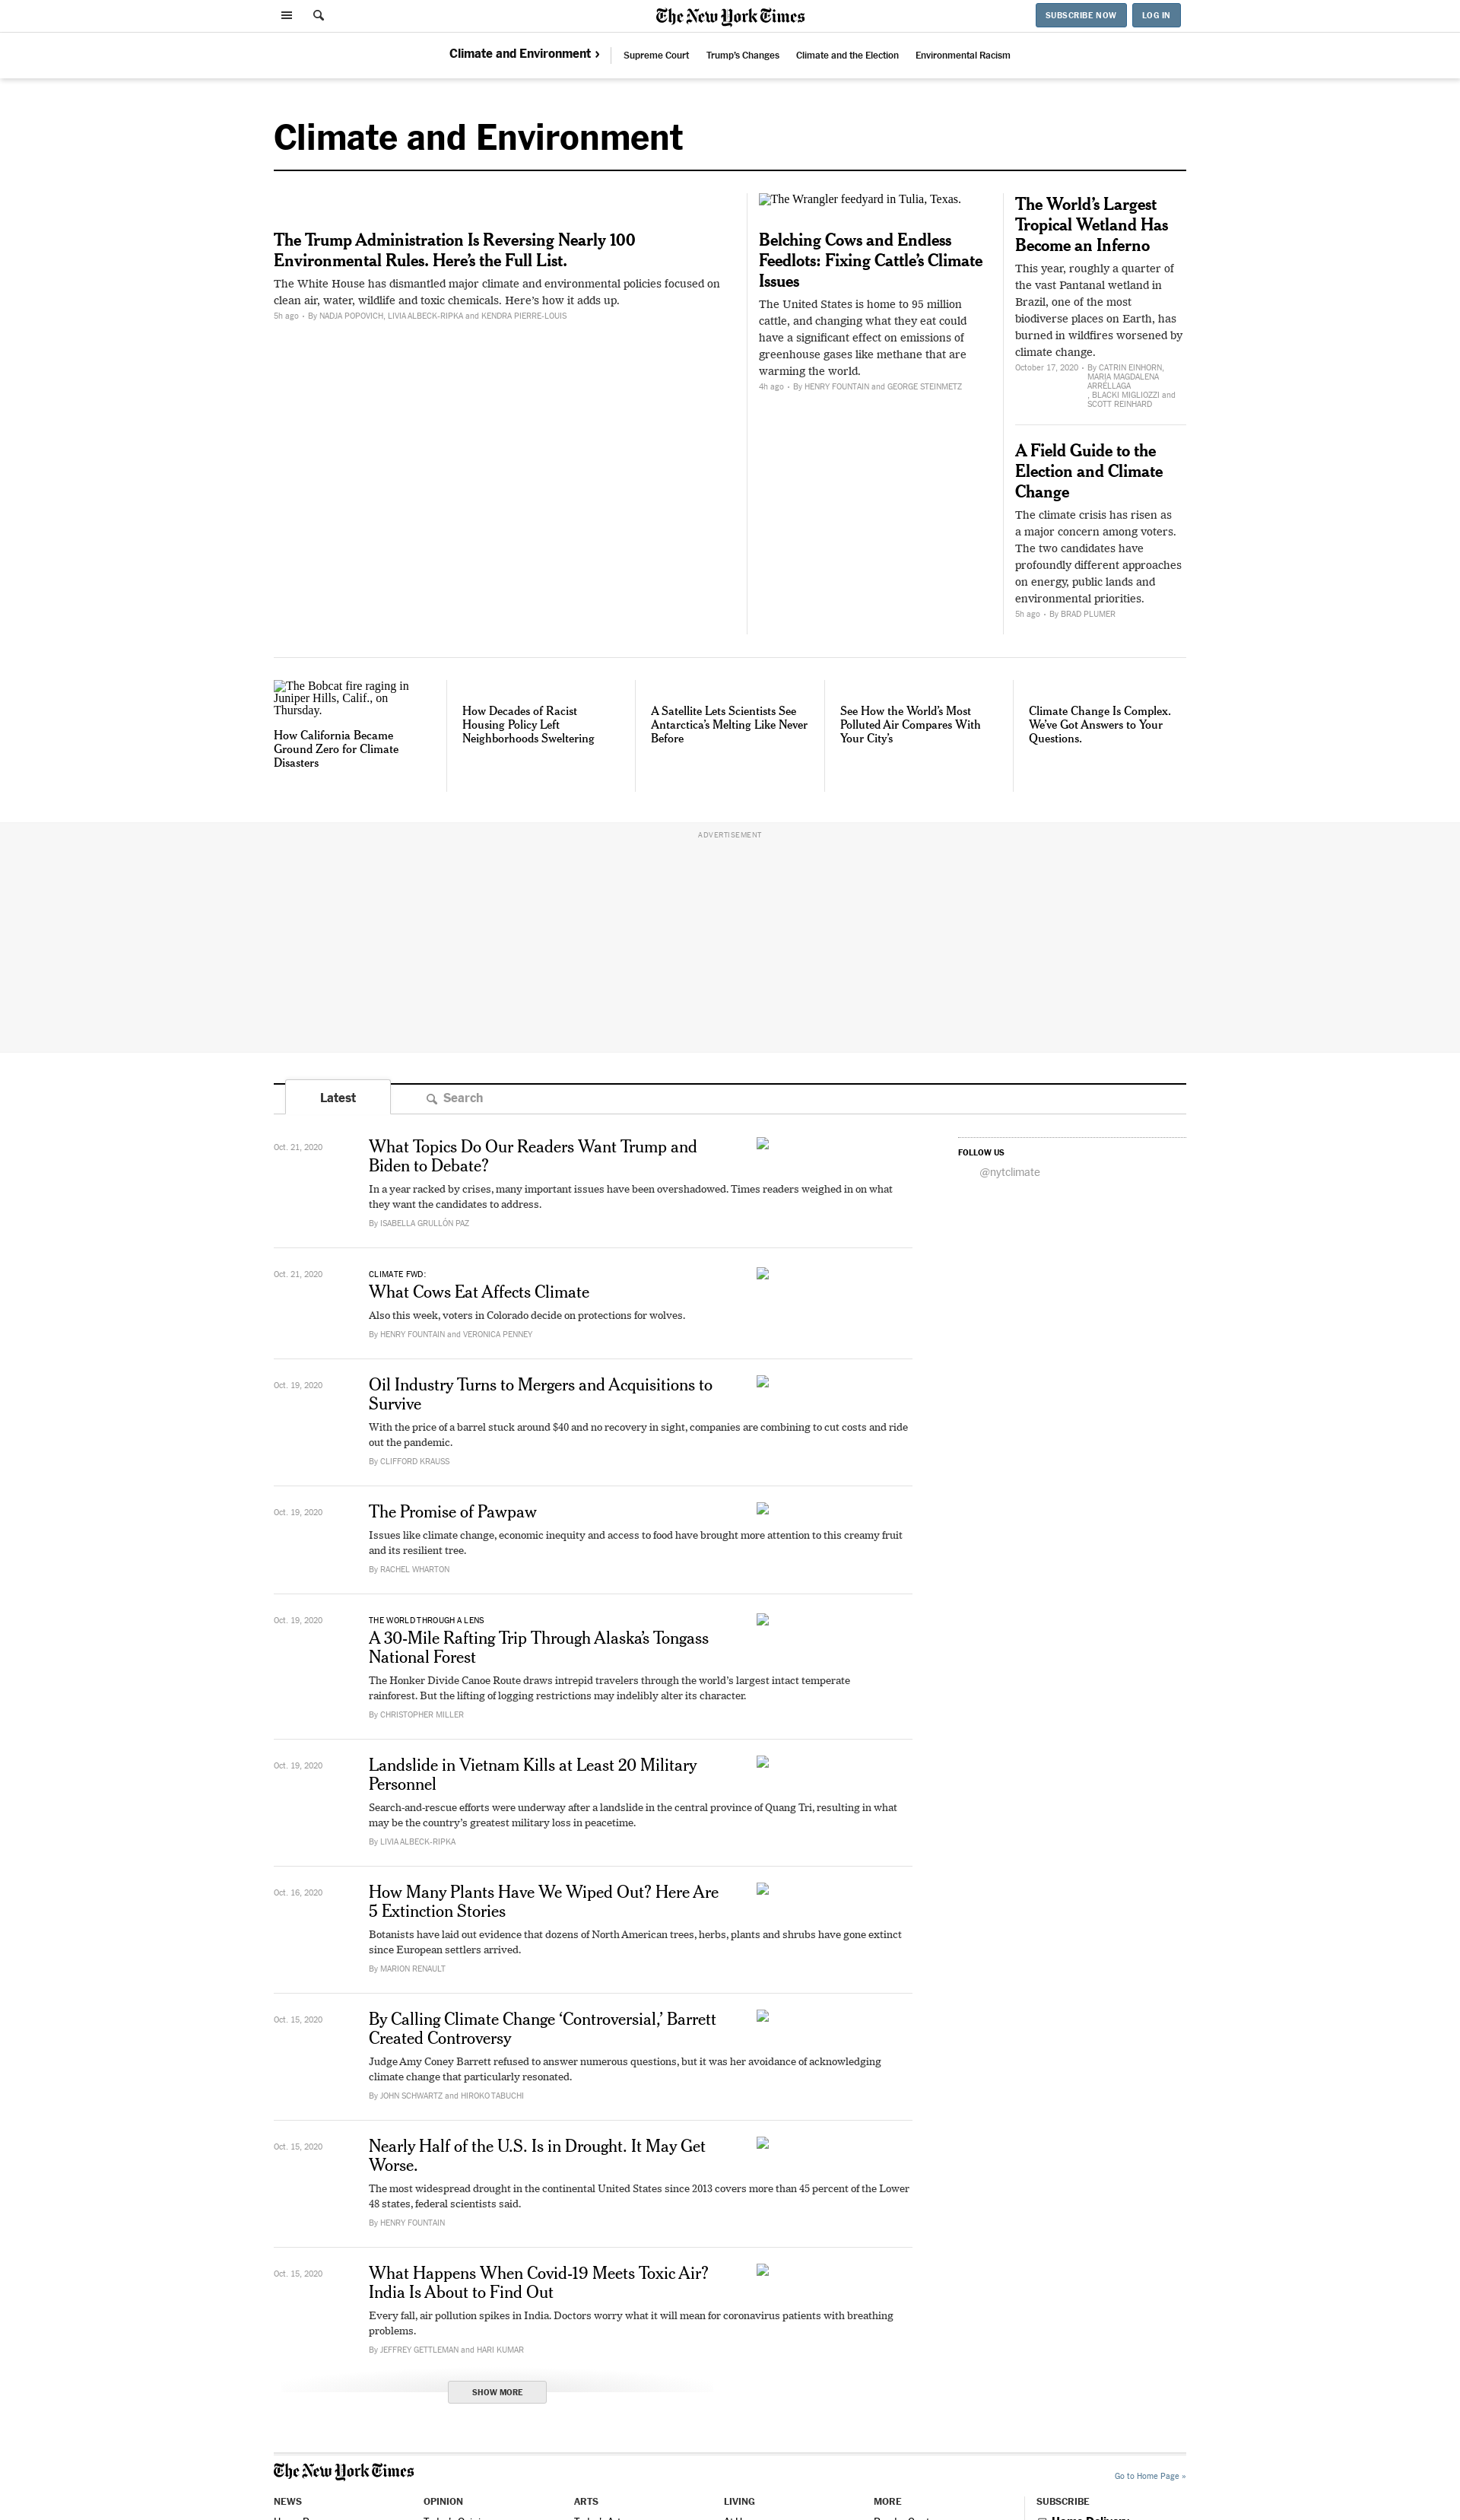 The New York Times
SUBSCRIBE NOW
LOG IN
Climate and Environment ›
Supreme Court
Trump's Changes
Climate and the Election
Environmental Racism
Climate and Environment
The Trump Administration Is Reversing Nearly 100
Environmental Rules. Here's the Full List.
The White House has dismantled major climate and environmental policies focused on
clean air, water, wildlife and toxic chemicals. Here's how it adds up.
5h ago • By NADJA POPOVICH, LIVIA ALBECK-RIPKA and KENDRA PIERRE-LOUIS
The Wrangler feedyard in Tulia, Texas.
Belching Cows and Endless
Feedlots: Fixing Cattle's Climate
Issues
The United States is home to 95 million
cattle, and changing what they eat could
have a significant effect on emissions of
greenhouse gases like methane that are
warming the world.
4h ago • By HENRY FOUNTAIN and GEORGE STEINMETZ
The World's Largest
Tropical Wetland Has
Become an Inferno
This year, roughly a quarter of
the vast Pantanal wetland in
Brazil, one of the most
biodiverse places on Earth, has
burned in wildfires worsened by
climate change.
October 17, 2020 • By CATRIN EINHORN,
MARIA MAGDALENA
ARRÉLLAGA
, BLACKI MIGLIOZZI and
SCOTT REINHARD
A Field Guide to the
Election and Climate
Change
The climate crisis has risen as
a major concern among voters.
The two candidates have
profoundly different approaches
on energy, public lands and
environmental priorities.
5h ago • By BRAD PLUMER
The Bobcat fire raging in
Juniper Hills, Calif., on
Thursday.
How California Became
Ground Zero for Climate
Disasters
How Decades of Racist
Housing Policy Left
Neighborhoods Sweltering
A Satellite Lets Scientists See
Antarctica's Melting Like Never
Before
See How the World's Most
Polluted Air Compares With
Your City's
Climate Change Is Complex.
We've Got Answers to Your
Questions.
ADVERTISEMENT
Latest
Search
Oct. 21, 2020
What Topics Do Our Readers Want Trump and
Biden to Debate?
In a year racked by crises, many important issues have been overshadowed. Times readers weighed in on what
they want the candidates to address.
By ISABELLA GRULLÓN PAZ
FOLLOW US
@nytclimate
Oct. 21, 2020
CLIMATE FWD:
What Cows Eat Affects Climate
Also this week, voters in Colorado decide on protections for wolves.
By HENRY FOUNTAIN and VERONICA PENNEY
Oct. 19, 2020
Oil Industry Turns to Mergers and Acquisitions to
Survive
With the price of a barrel stuck around $40 and no recovery in sight, companies are combining to cut costs and ride
out the pandemic.
By CLIFFORD KRAUSS
Oct. 19, 2020
The Promise of Pawpaw
Issues like climate change, economic inequity and access to food have brought more attention to this creamy fruit
and its resilient tree.
By RACHEL WHARTON
Oct. 19, 2020
THE WORLD THROUGH A LENS
A 30-Mile Rafting Trip Through Alaska's Tongass
National Forest
The Honker Divide Canoe Route draws intrepid travelers through the world's largest intact temperate
rainforest. But the lifting of logging restrictions may indelibly alter its character.
By CHRISTOPHER MILLER
Oct. 19, 2020
Landslide in Vietnam Kills at Least 20 Military
Personnel
Search-and-rescue efforts were underway after a landslide in the central province of Quang Tri, resulting in what
may be the country's greatest military loss in peacetime.
By LIVIA ALBECK-RIPKA
Oct. 16, 2020
How Many Plants Have We Wiped Out? Here Are
5 Extinction Stories
Botanists have laid out evidence that dozens of North American trees, herbs, plants and shrubs have gone extinct
since European settlers arrived.
By MARION RENAULT
Oct. 15, 2020
By Calling Climate Change ‘Controversial,’ Barrett
Created Controversy
Judge Amy Coney Barrett refused to answer numerous questions, but it was her avoidance of acknowledging
climate change that particularly resonated.
By JOHN SCHWARTZ and HIROKO TABUCHI
Oct. 15, 2020
Nearly Half of the U.S. Is in Drought. It May Get
Worse.
The most widespread drought in the continental United States since 2013 covers more than 45 percent of the Lower
48 states, federal scientists said.
By HENRY FOUNTAIN
Oct. 15, 2020
What Happens When Covid-19 Meets Toxic Air?
India Is About to Find Out
Every fall, air pollution spikes in India. Doctors worry what it will mean for coronavirus patients with breathing
problems.
By JEFFREY GETTLEMAN and HARI KUMAR
SHOW MORE
The New York Times
Go to Home Page »
NEWS
OPINION
ARTS
LIVING
MORE
SUBSCRIBE